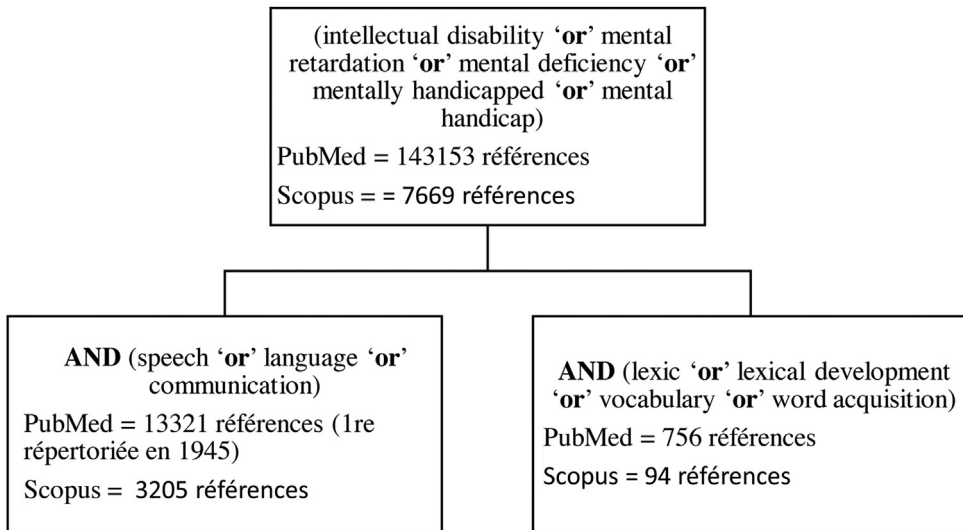 (intellectual disability ‘or’ mental
retardation ‘or’ mental deficiency ‘or’
mentally handicapped ‘or’ mental
handicap)
PubMed = 143153 références
Scopus = = 7669 références
AND (speech ‘or’ language ‘or’
communication)
PubMed = 13321 références (1re
répertoriée en 1945)
Scopus = 3205 références
AND (lexic ‘or’ lexical development
‘or’ vocabulary ‘or’ word acquisition)
PubMed = 756 références
Scopus = 94 références